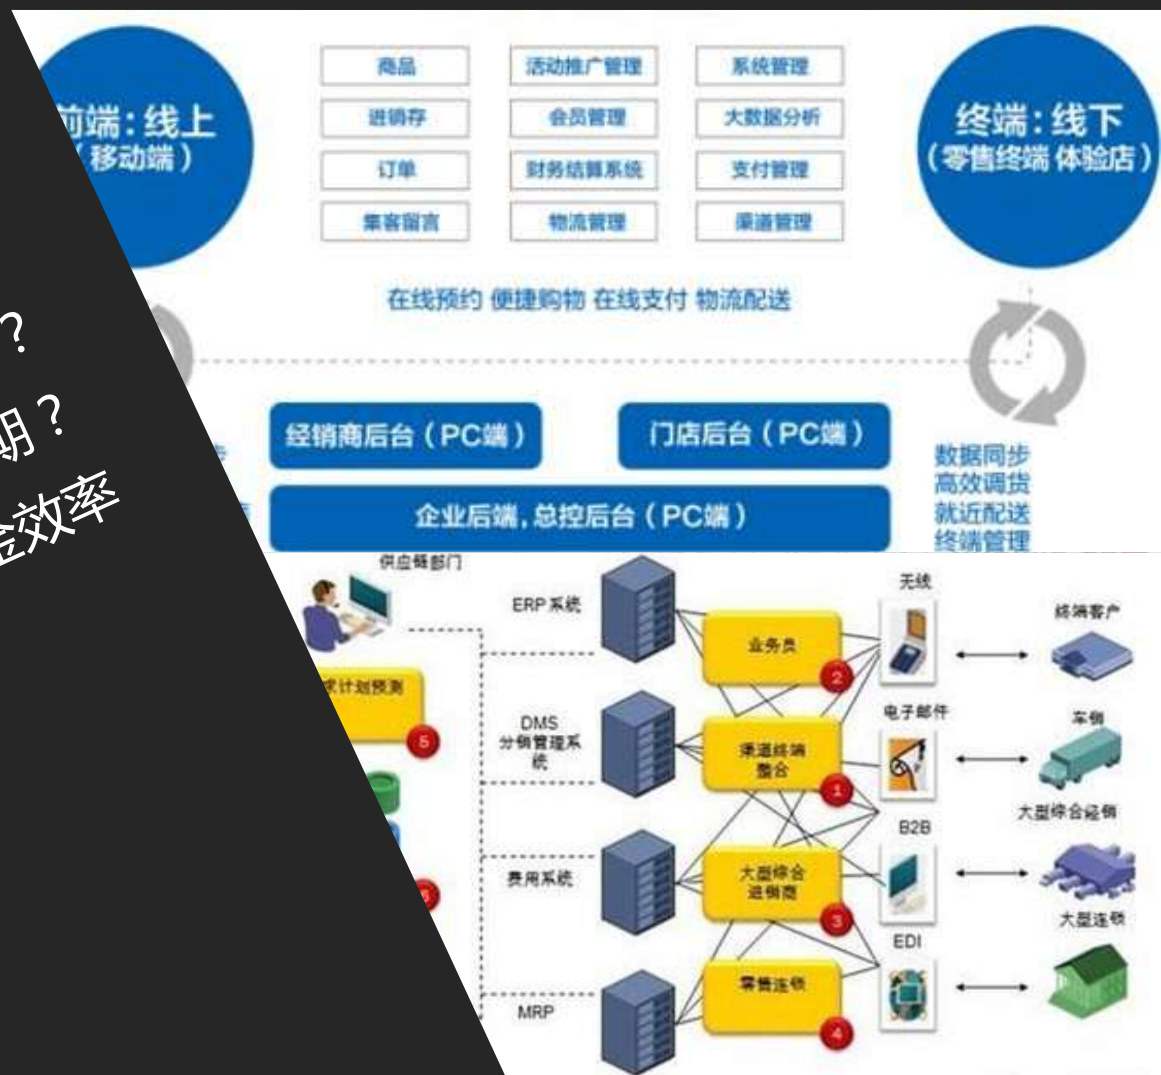 前端:线上
(移动端)
商品
活动推广管理
系统管理
进销存
会员管理
大数据分析
订单
财务结算系统
支付管理
集客留言
物流管理
渠道管理
终端:线下
(零售终端 体验店)
在线预约 便捷购物 在线支付 物流配送
?
期?
金效率
经销商后台(PC端)
门店后台(PC端)
企业后端,总控后台(PC端)
步
数据同步
高效调货
就近配送
终端管理
供应链部门
求计划预测
5
6
ERP系统
DMS
分销管理系
统
费用系统
MRP
业务员
2
渠道终端
整合
1
大型综合
进销商
3
零售连锁
4
无线
电子邮件
B2B
EDI
终端客户
车销
大型综合经销
大型连锁